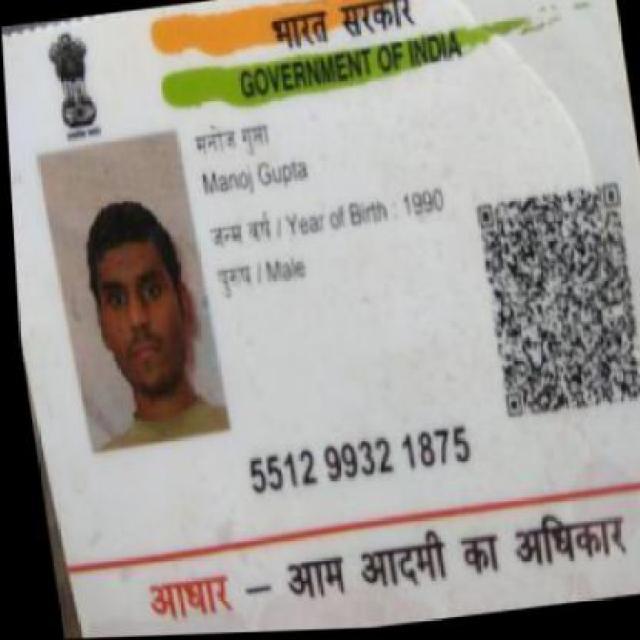 भारत सरकार
GOVERNMENT OF INDIA
मनोज गुप्ता
Manoj Gupta
जन्म वर्ष / Year of Birth : 1990
पुरुष / Male
5512 9932 1875
आधार – आम आदमी का अधिकार